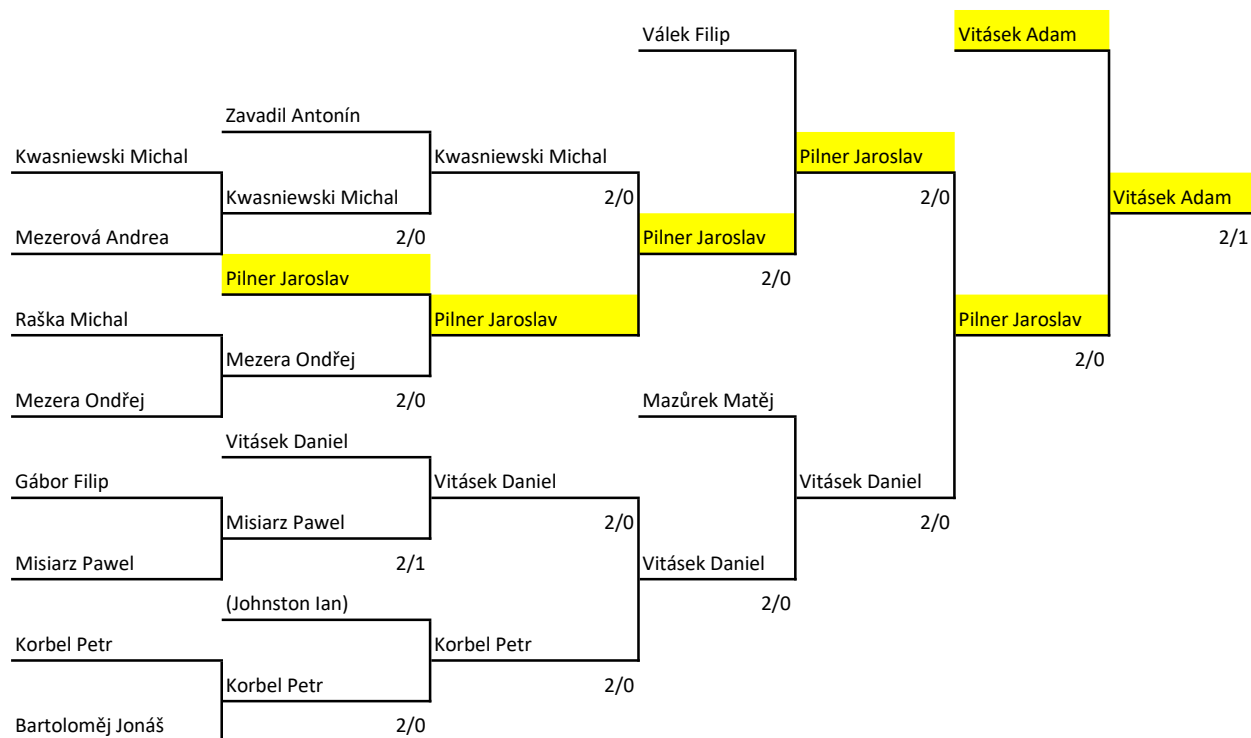 Válek Filip Vitásek Adam
Zavadil Antonín
Kwasniewski Michal Kwasniewski Michal Pilner Jaroslav
Kwasniewski Michal 2/0 2/0 Vitásek Adam
Mezerová Andrea 2/0 Pilner Jaroslav 2/1
Pilner Jaroslav 2/0
Raška Michal Pilner Jaroslav Pilner Jaroslav
Mezera Ondřej 2/0
Mezera Ondřej 2/0 Mazůrek Matěj
Vitásek Daniel
Gábor Filip Vitásek Daniel Vitásek Daniel
Misiarz Pawel 2/0 2/0
Misiarz Pawel 2/1 Vitásek Daniel
(Johnston Ian) 2/0
Korbel Petr Korbel Petr
Korbel Petr 2/0
Bartoloměj Jonáš 2/0